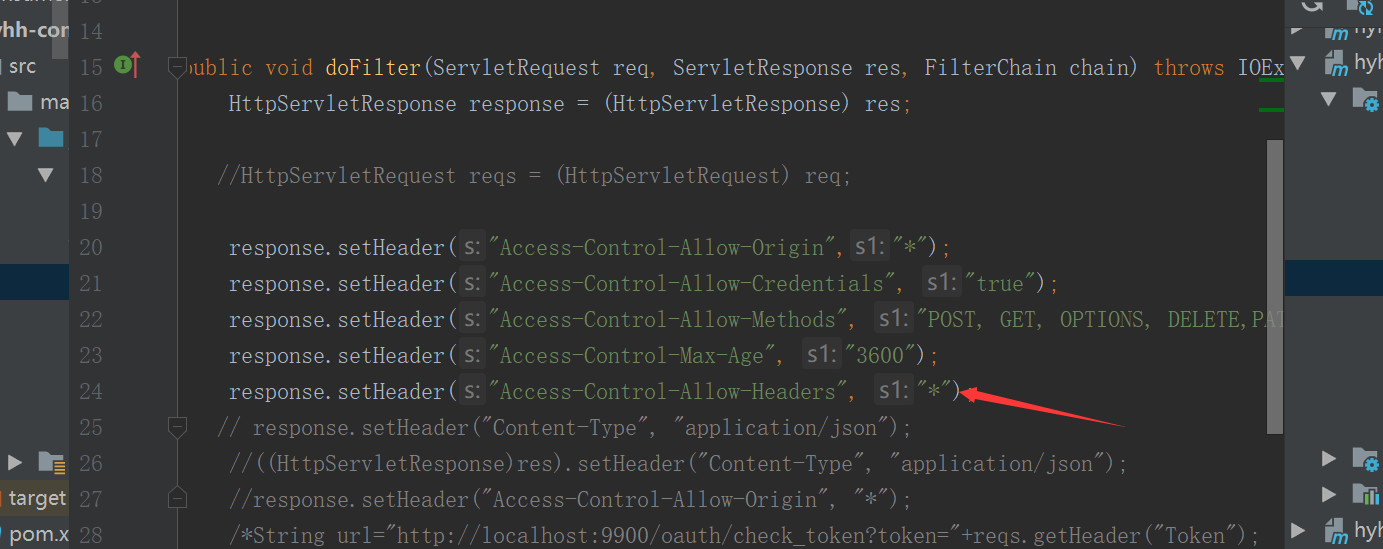 yhh-con
src
ma
target
pom.x
14
15 public void doFilter(ServletRequest req, ServletResponse res, FilterChain chain) throws IOEx
16 HttpServletResponse response = (HttpServletResponse) res;
17
18 //HttpServletRequest reqs = (HttpServletRequest) req;
19
20 response.setHeader( s: "Access-Control-Allow-Origin", s1: "*");
21 response.setHeader( s: "Access-Control-Allow-Credentials", s1: "true");
22 response.setHeader( s: "Access-Control-Allow-Methods", s1: "POST, GET, OPTIONS, DELETE,PAT
23 response.setHeader( s: "Access-Control-Max-Age", s1: "3600");
24 response.setHeader( s: "Access-Control-Allow-Headers", s1: "*")
25 // response.setHeader("Content-Type", "application/json");
26 //((HttpServletResponse)res).setHeader("Content-Type", "application/json");
27 //response.setHeader("Access-Control-Allow-Origin", "*");
28 /*String url="http://localhost:9900/oauth/check_token?token="+reqs.getHeader("Token");
hyh
hyh
hyh